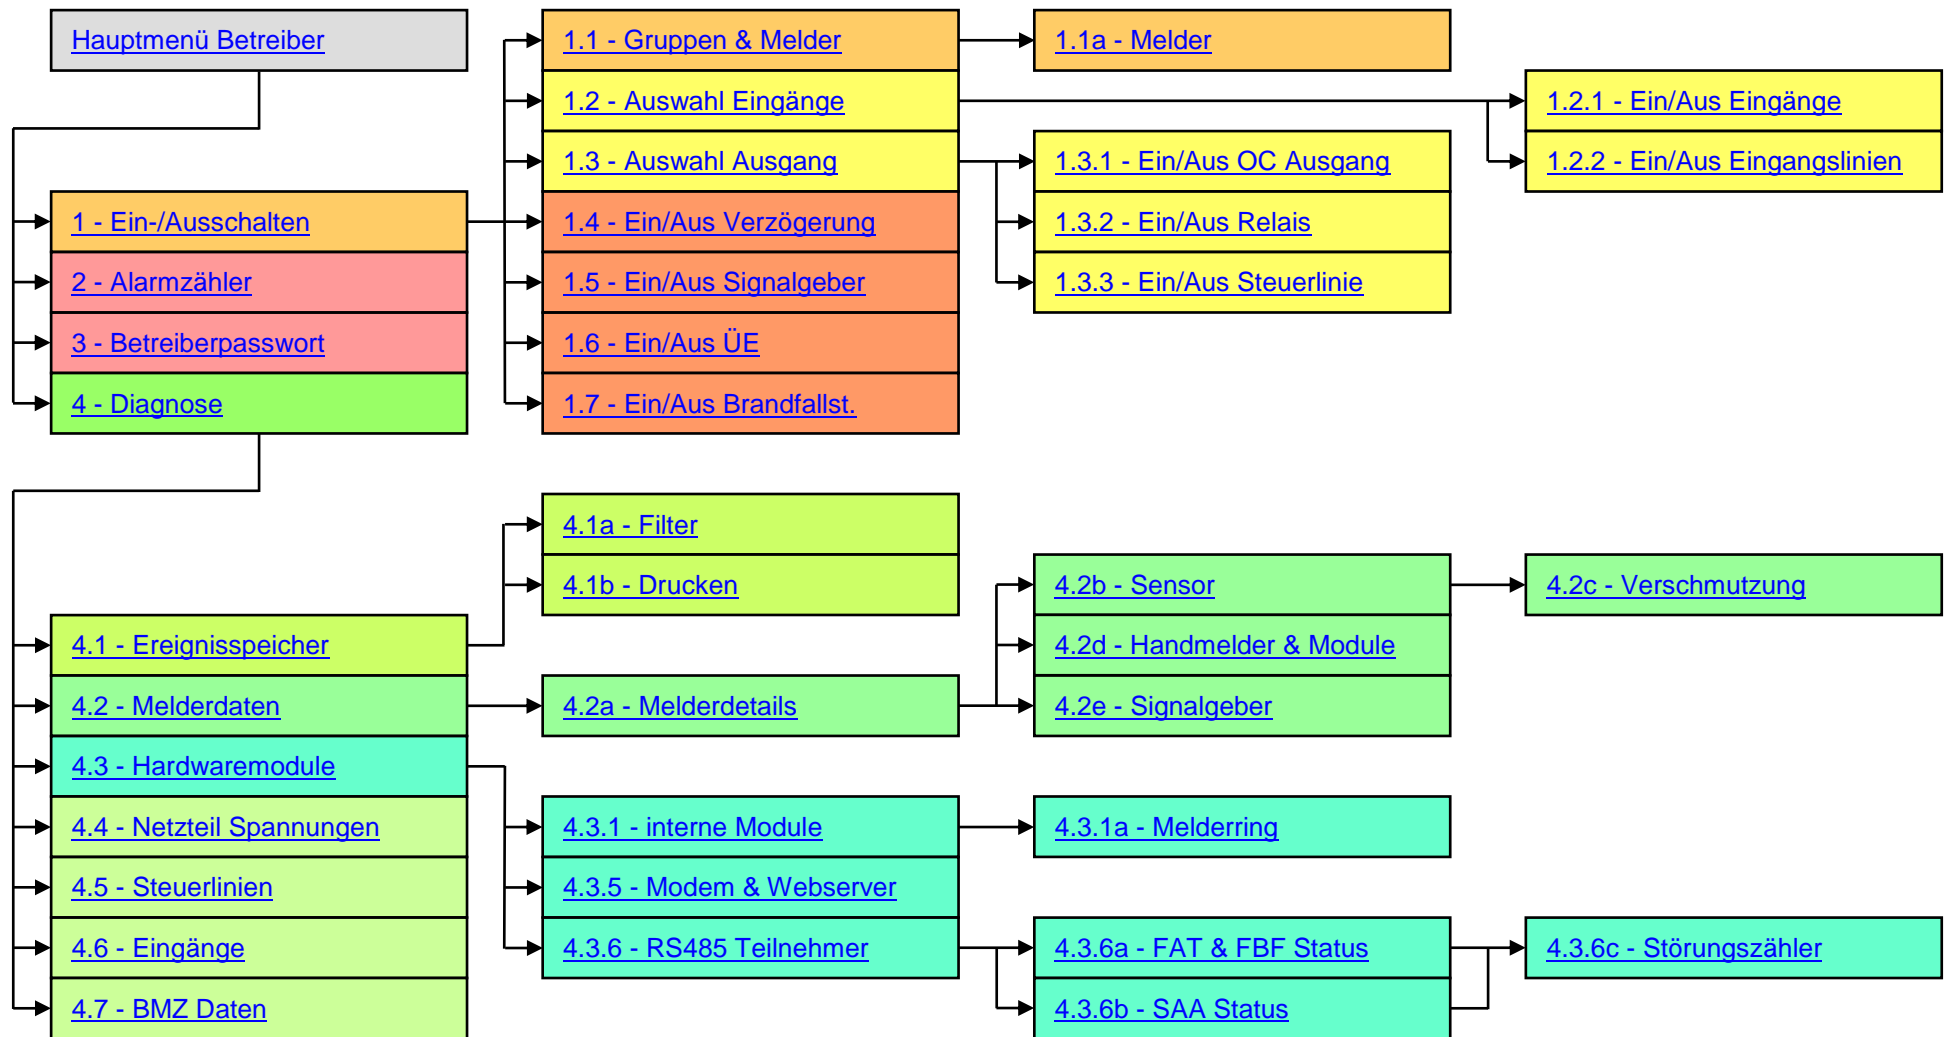 Hauptmenü Betreiber
1.1 - Gruppen & Melder
1.1a - Melder
1.2 - Auswahl Eingänge
1.2.1 - Ein/Aus Eingänge
1.3 - Auswahl Ausgang
1.3.1 - Ein/Aus OC Ausgang
1.2.2 - Ein/Aus Eingangslinien
1 - Ein-/Ausschalten
1.4 - Ein/Aus Verzögerung
1.3.2 - Ein/Aus Relais
2 - Alarmzähler
1.5 - Ein/Aus Signalgeber
1.3.3 - Ein/Aus Steuerlinie
3 - Betreiberpasswort
1.6 - Ein/Aus ÜE
4 - Diagnose
1.7 - Ein/Aus Brandfallst.
4.1a - Filter
4.1b - Drucken
4.2b - Sensor
4.2c - Verschmutzung
4.1 - Ereignisspeicher
4.2d - Handmelder & Module
4.2 - Melderdaten
4.2a - Melderdetails
4.2e - Signalgeber
4.3 - Hardwaremodule
4.4 - Netzteil Spannungen
4.3.1 - interne Module
4.3.1a - Melderring
4.5 - Steuerlinien
4.3.5 - Modem & Webserver
4.6 - Eingänge
4.3.6 - RS485 Teilnehmer
4.3.6a - FAT & FBF Status
4.3.6c - Störungszähler
4.7 - BMZ Daten
4.3.6b - SAA Status